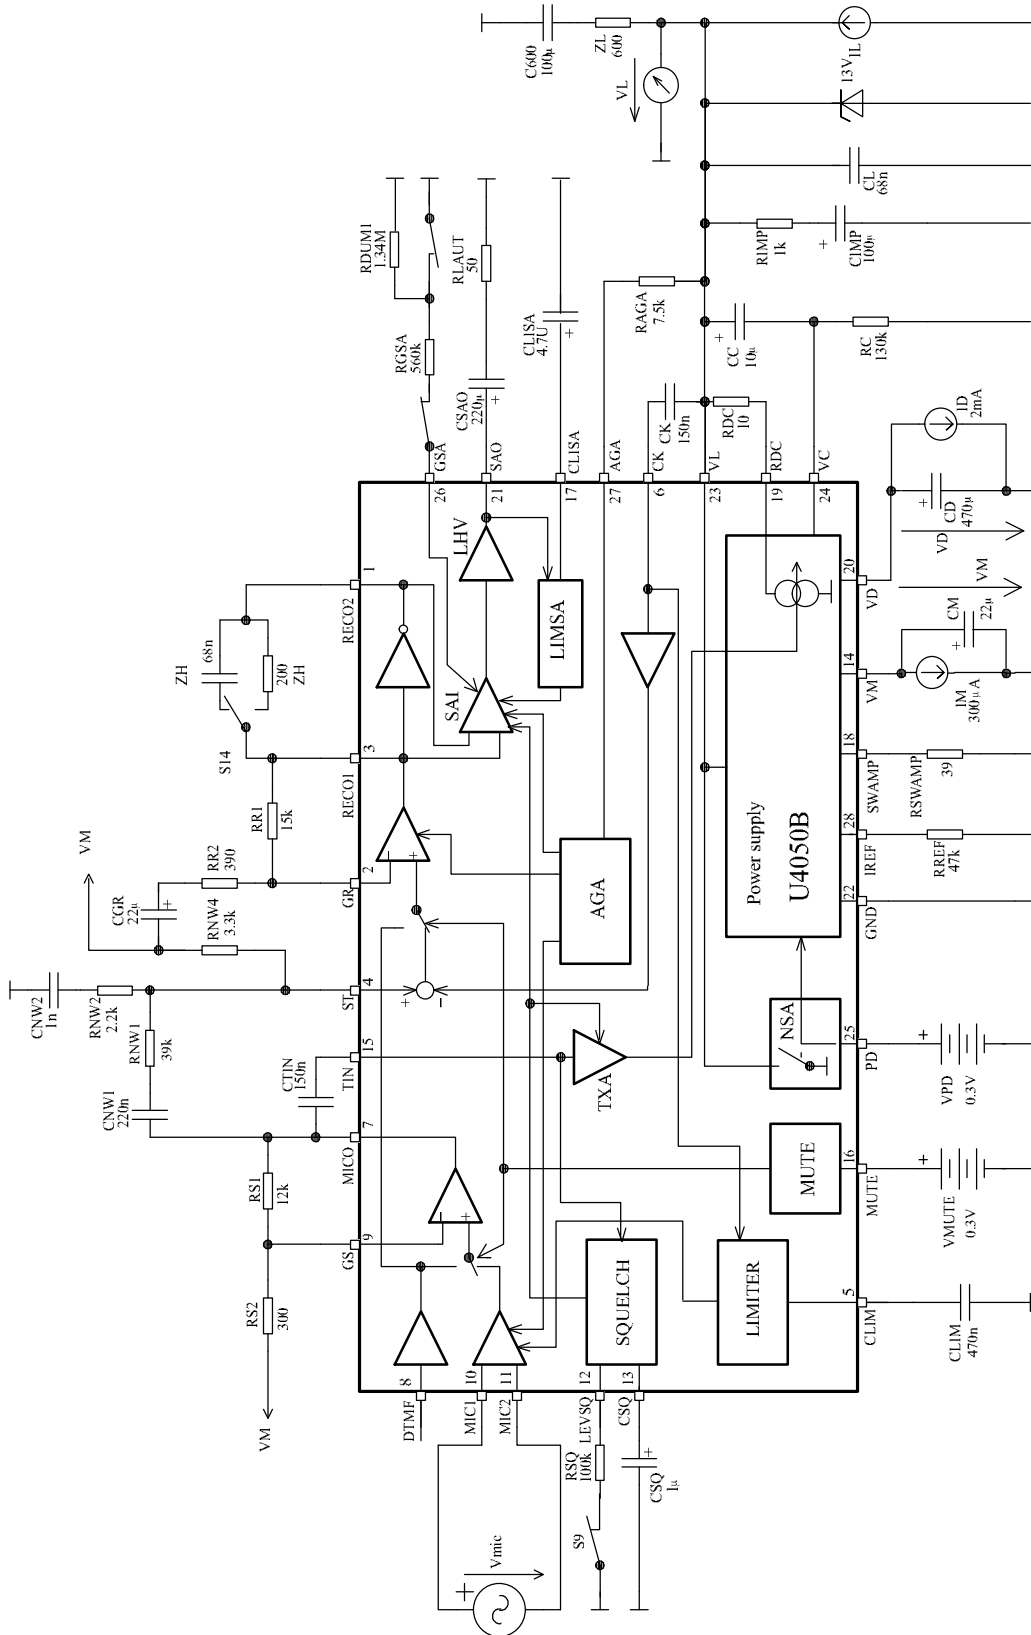 VM
RS2
300
RS1
12k
CNW1
220n
RNW1
39k
CNW2
1n
RNW2
2.2k
CTIN
150n
VM
CGR
22µ
RNW4
3.3k
RR2
390
RR1
15k
S14
ZH
68n
200
ZH
GS
9
MICO
7
TIN
15
ST
4
GR
2
RECO1
3
RECO2
1
DTMF
8
MIC1
10
MIC2
11
LEVSQ
12
CSQ
13
Vmic
+
S9
RSQ
100k
CSQ
1µ
+
SQUELCH
LIMITER
MUTE
NSA
TXA
AGA
SAI
LHV
LIMSA
Power supply
U4050B
+
-
GSA
26
SAO
21
CLISA
17
AGA
27
CK
6
VL
23
RDC
19
VC
24
RGSA
560k
RDUM1
1.34M
CSAO
220µ
+
RLAUT
50
CLISA
4.7U
+
RAGA
7.5k
CK
150n
RDC
10
CC
10µ
+
RC
130k
RIMP
1k
CIMP
100µ
+
CL
68n
13V
IL
VL
ZL
600
C600
100µ
CLIM
5
MUTE
16
PD
25
GND
22
IREF
28
SWAMP
18
VM
14
VD
20
CLIM
470n
VMUTE
0.3V
+
VPD
0.3V
+
RREF
47k
RSWAMP
39
IM
300µA
CM
22µ
+
VM
VD
CD
470µ
+
ID
2mA